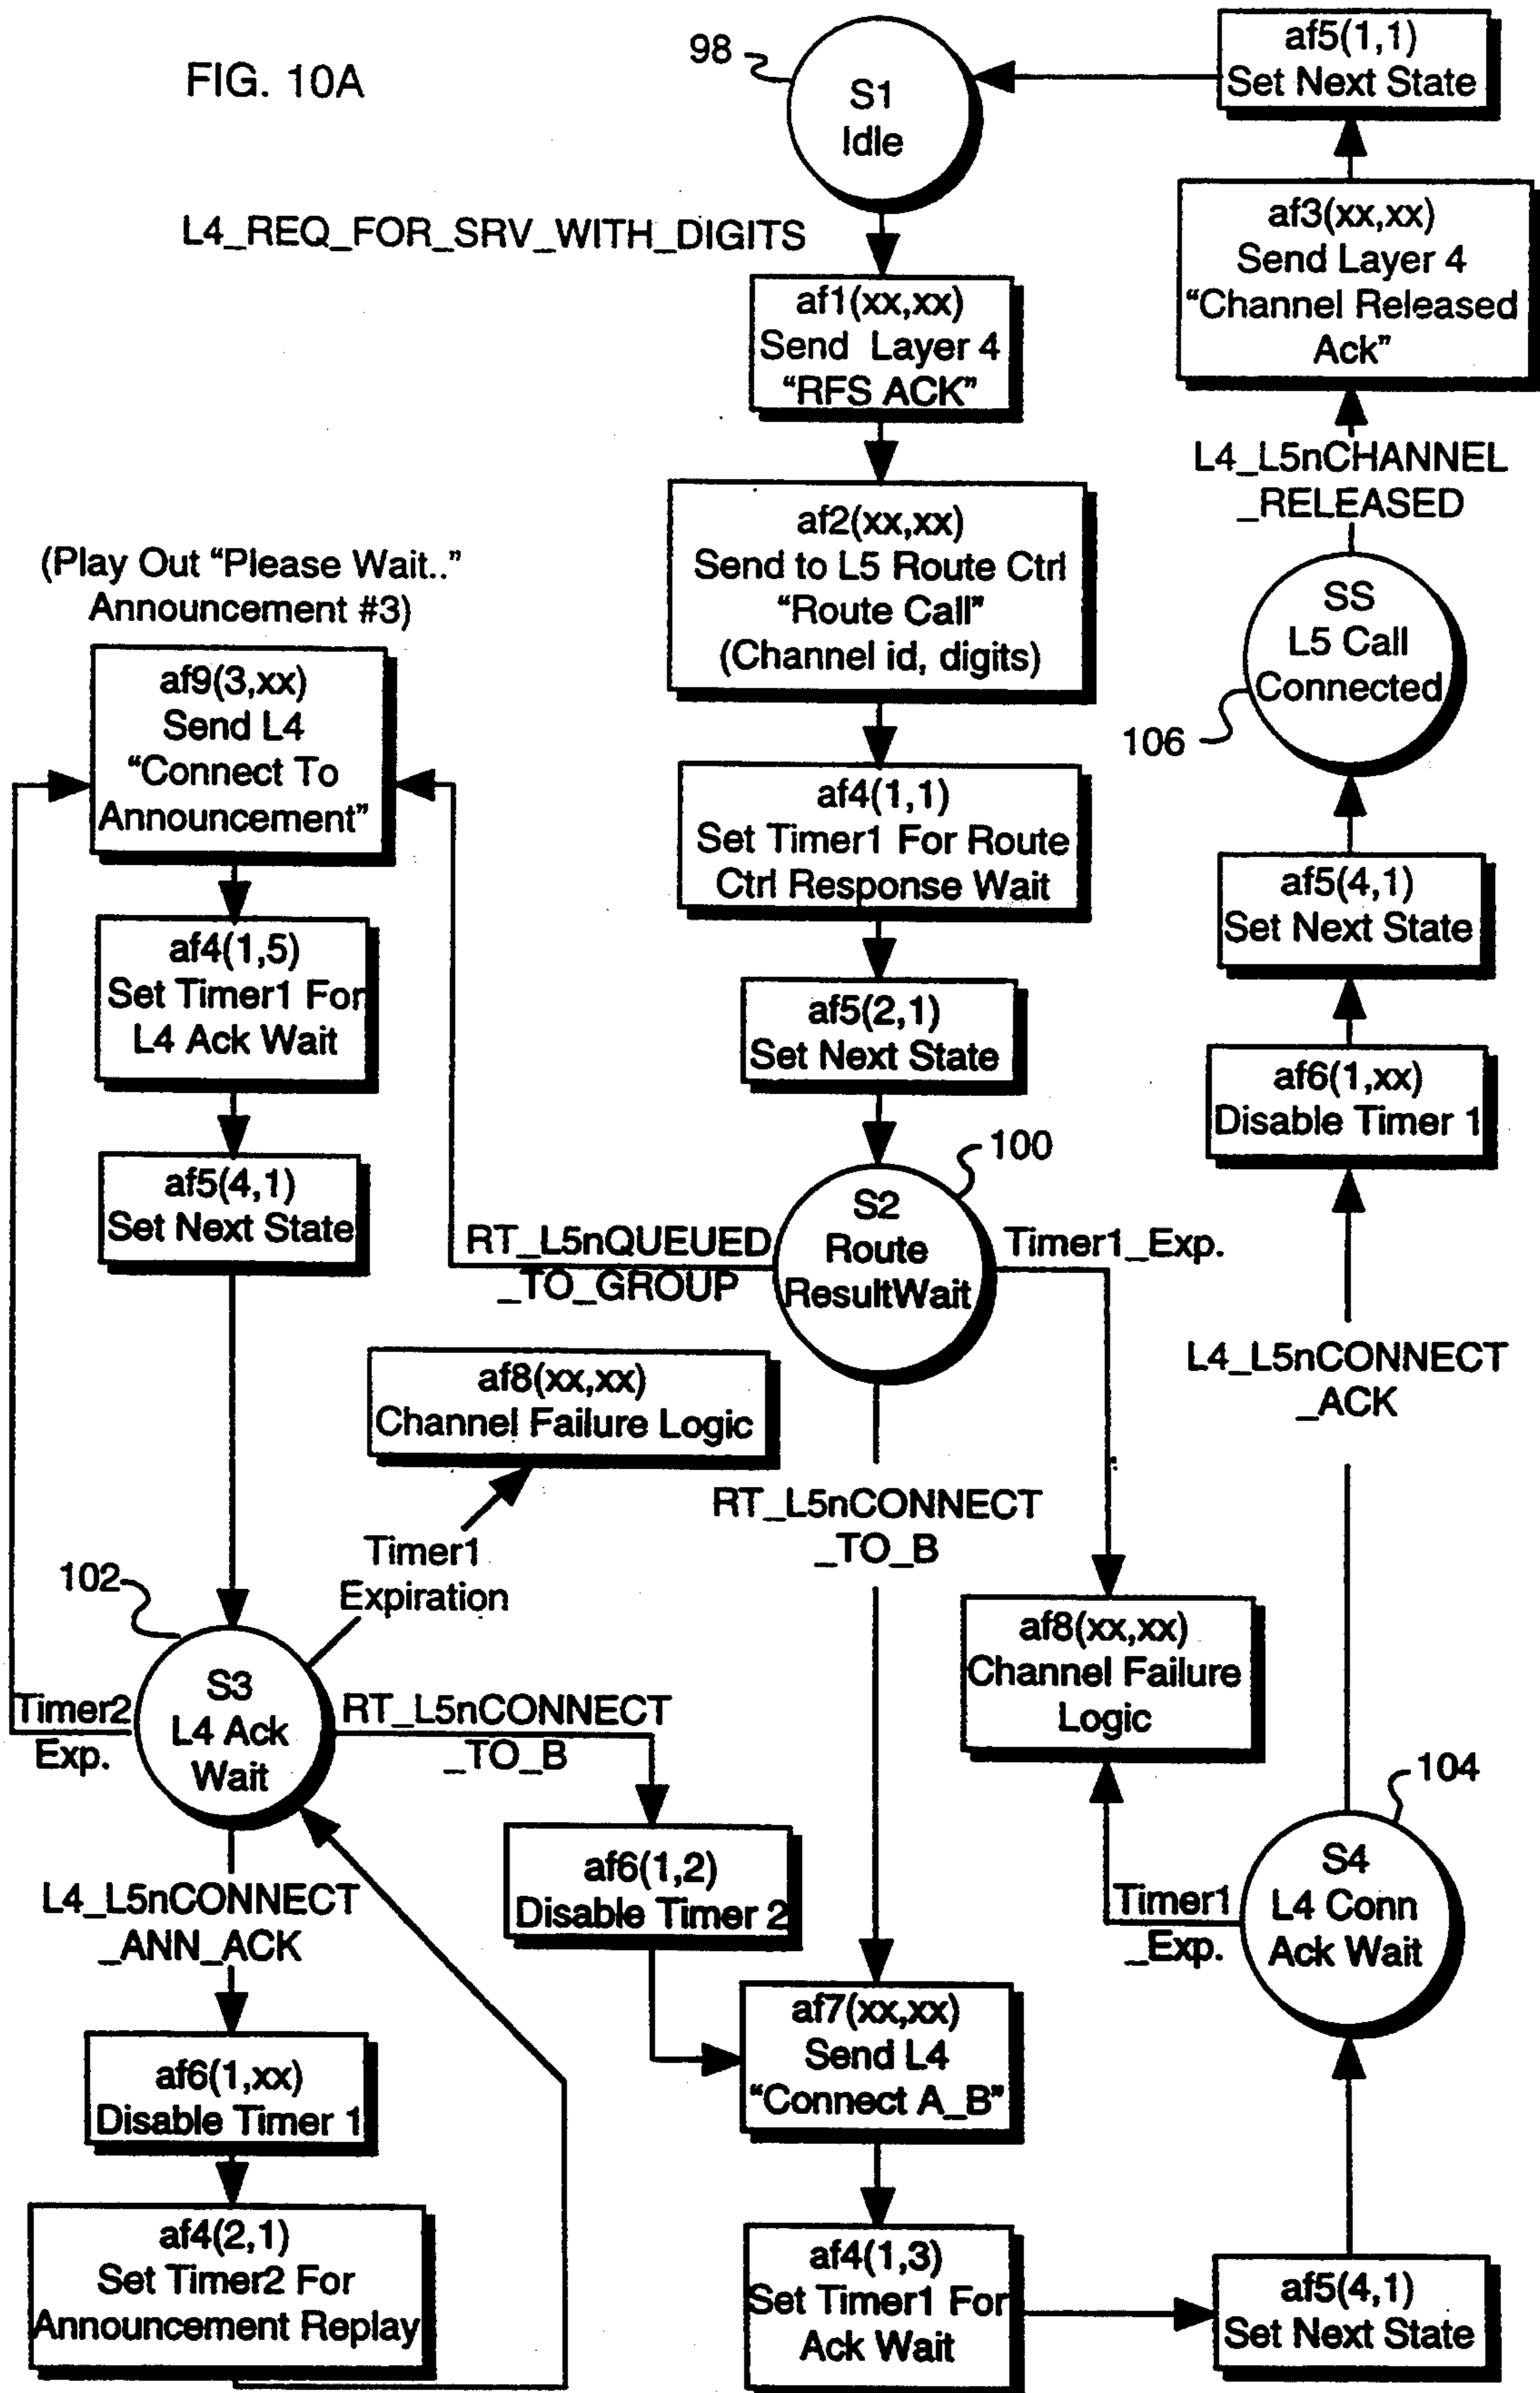 FIG. 10A
98
S1
Idle
af5(1,1)
Set Next State
L4_REQ_FOR_SRV_WITH_DIGITS
af3(xx,xx)
Send Layer 4
“Channel Released
Ack”
af1(xx,xx)
Send Layer 4
“RFS ACK”
L4_L5nCHANNEL
_RELEASED
af2(xx,xx)
Send to L5 Route Ctrl
“Route Call”
(Channel id, digits)
(Play Out “Please Wait..”
Announcement #3)
SS
L5 Call
Connected
106
af9(3,xx)
Send L4
“Connect To
Announcement”
af4(1,1)
Set Timer1 For Route
Ctrl Response Wait
af5(4,1)
Set Next State
af4(1,5)
Set Timer1 For
L4 Ack Wait
af5(2,1)
Set Next State
af6(1,xx)
Disable Timer 1
af5(4,1)
Set Next State
100
S2
Route
ResultWait
RT_L5nQUEUED
_TO_GROUP
Timer1_Exp.
L4_L5nCONNECT
_ACK
af8(xx,xx)
Channel Failure Logic
RT_L5nCONNECT
_TO_B
Timer1
Expiration
102
S3
L4 Ack
Wait
Timer2
Exp.
RT_L5nCONNECT
_TO_B
af8(xx,xx)
Channel Failure
Logic
104
S4
L4 Conn
Ack Wait
Timer1
_Exp.
af6(1,2)
Disable Timer 2
L4_L5nCONNECT
_ANN_ACK
af7(xx,xx)
Send L4
“Connect A_B”
af6(1,xx)
Disable Timer 1
af4(2,1)
Set Timer2 For
Announcement Replay
af4(1,3)
Set Timer1 For
Ack Wait
af5(4,1)
Set Next State